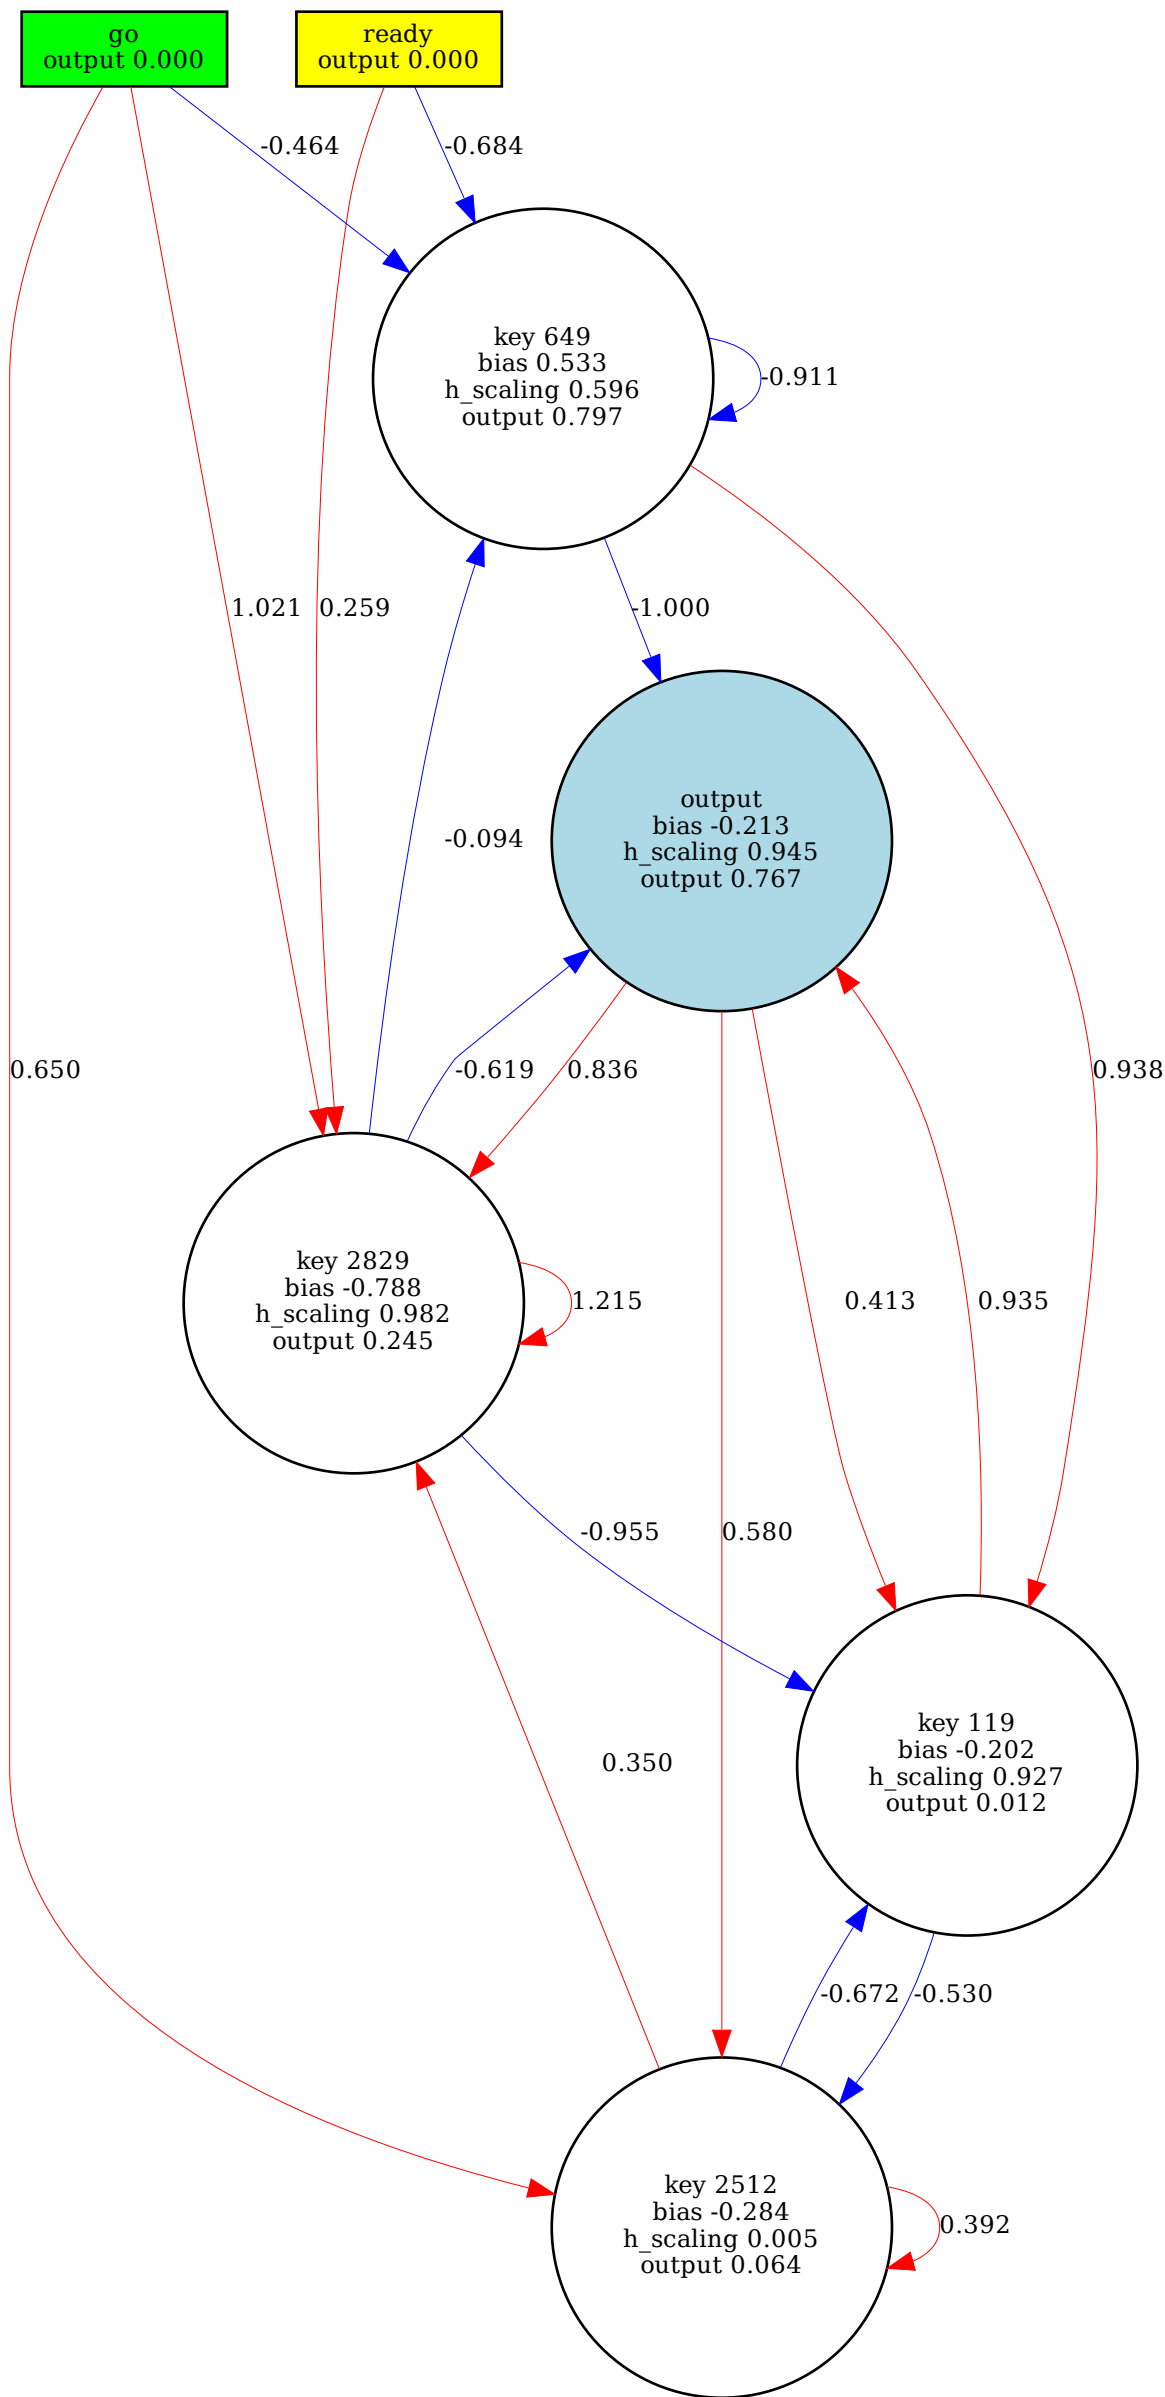 go
output 0.000
ready
output 0.000
-0.464
-0.684
key 649
bias 0.533
h_scaling 0.596
output 0.797
-0.911
1.021
0.259
-1.000
output
bias -0.213
h_scaling 0.945
output 0.767
-0.094
0.650
-0.619
0.836
0.938
key 2829
bias -0.788
h_scaling 0.982
output 0.245
1.215
0.413
0.935
-0.955
0.580
key 119
bias -0.202
h_scaling 0.927
output 0.012
0.350
-0.672
-0.530
key 2512
bias -0.284
h_scaling 0.005
output 0.064
0.392